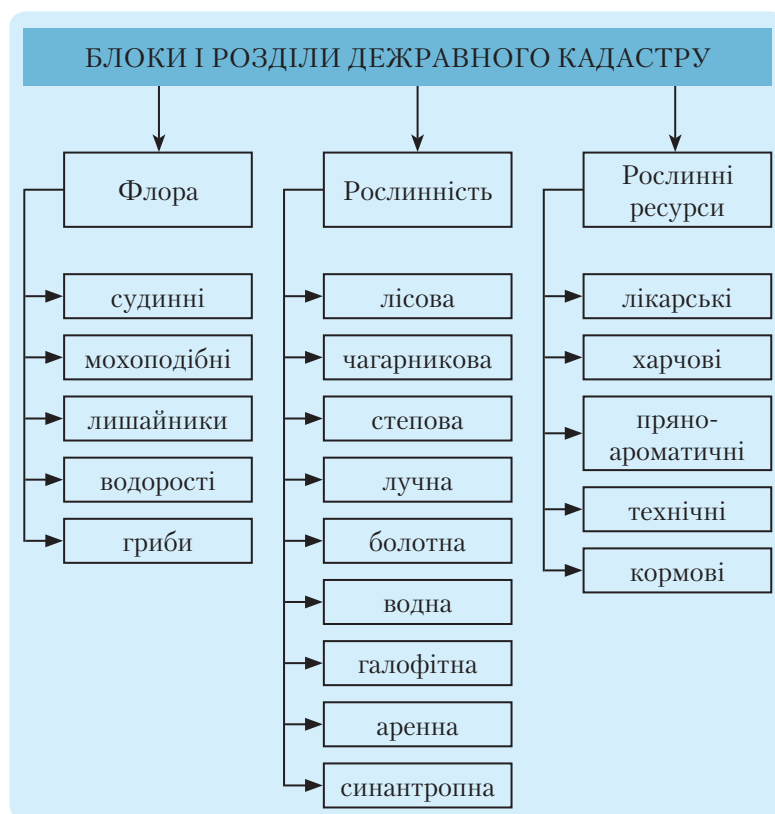 БЛОКИ І РОЗДІЛИ ДЕЖРАВНОГО КАДАСТРУ
Флора
судинні
мохоподібні
лишайники
водорості
гриби
Рослинність
лісова
чагарникова
степова
лучна
болотна
водна
галофітна
аренна
синантропна
Рослинні
ресурси
лікарські
харчові
пряно-
ароматичні
технічні
кормові